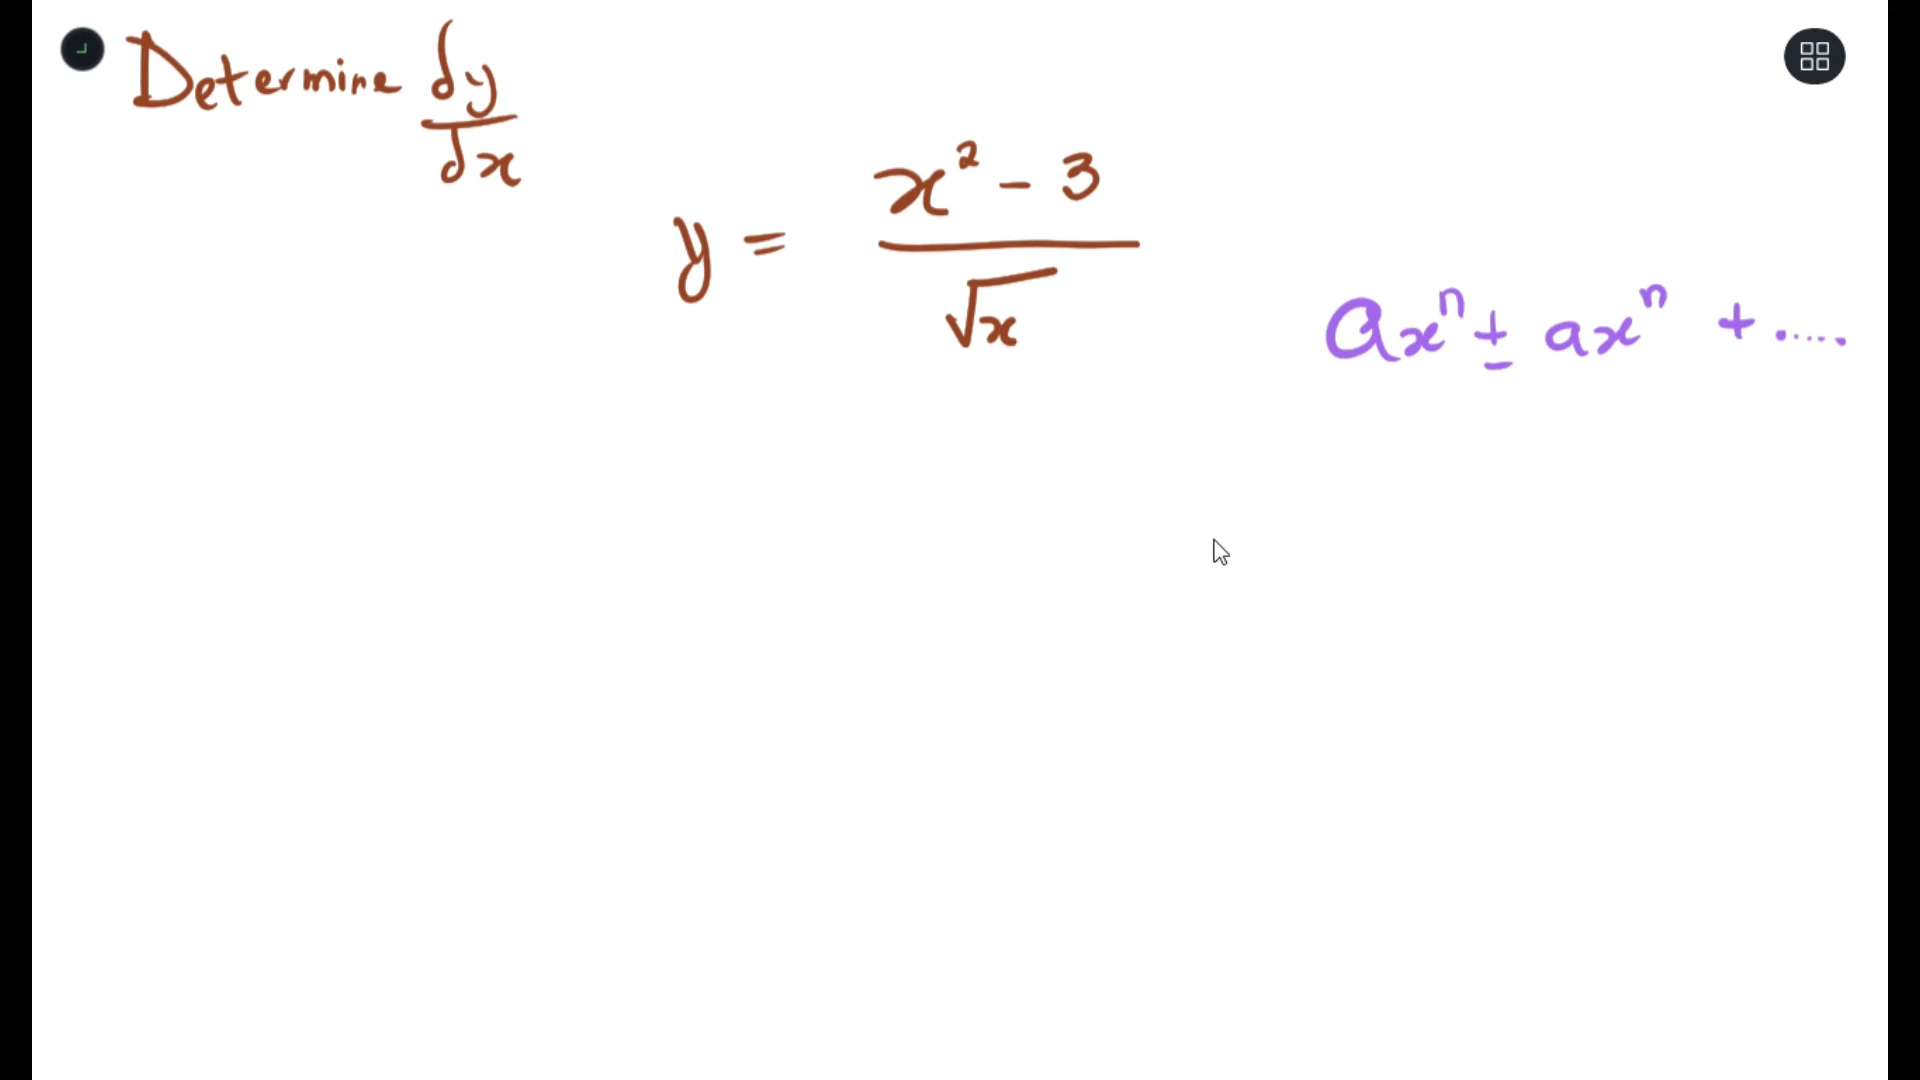 Determine dy/dx
y = (x² - 3)/√x
ax^n ± ax^n + .....